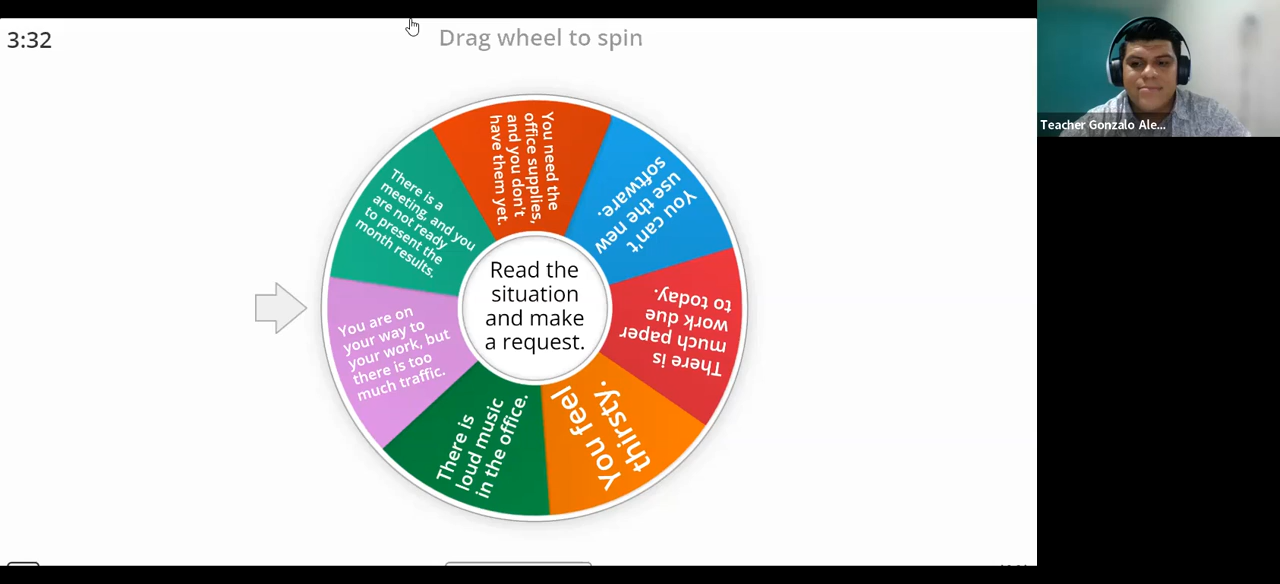 3:32
Drag wheel to spin
Teacher Gonzalo Ale...
You need the
office supplies,
and you don't
have them yet.
You can't
use the new
software.
There is
much paper
work due
to today.
You feel
thirsty.
There is
loud music
in the office.
You are on
your way to
your work, but
there is too
much traffic.
There is a
meeting, and you
are not ready
to present the
month results.
Read the
situation
and make
a request.